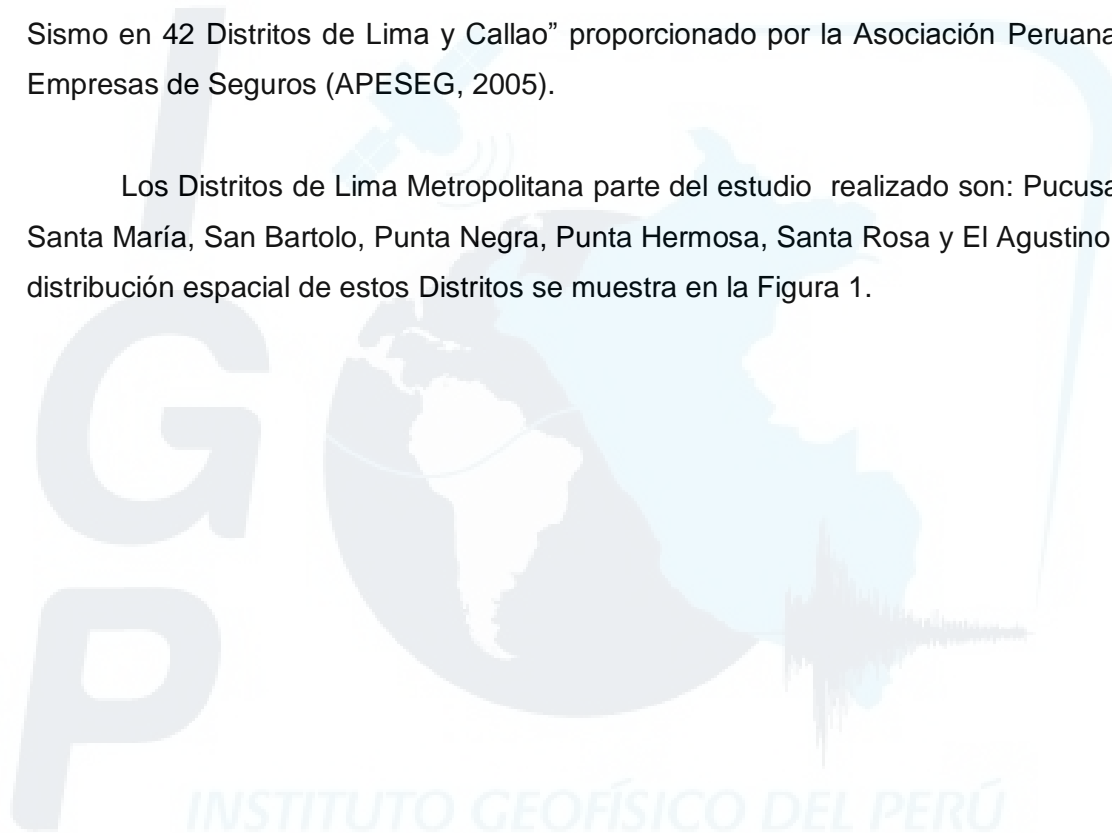 Sismo en 42 Distritos de Lima y Callao” proporcionado por la Asociación Peruana
Empresas de Seguros (APESEG, 2005).
Los Distritos de Lima Metropolitana parte del estudio realizado son: Pucusa
Santa María, San Bartolo, Punta Negra, Punta Hermosa, Santa Rosa y El Agustino
distribución espacial de estos Distritos se muestra en la Figura 1.
IGP
INSTITUTO GEOFÍSICO DEL PERÚ